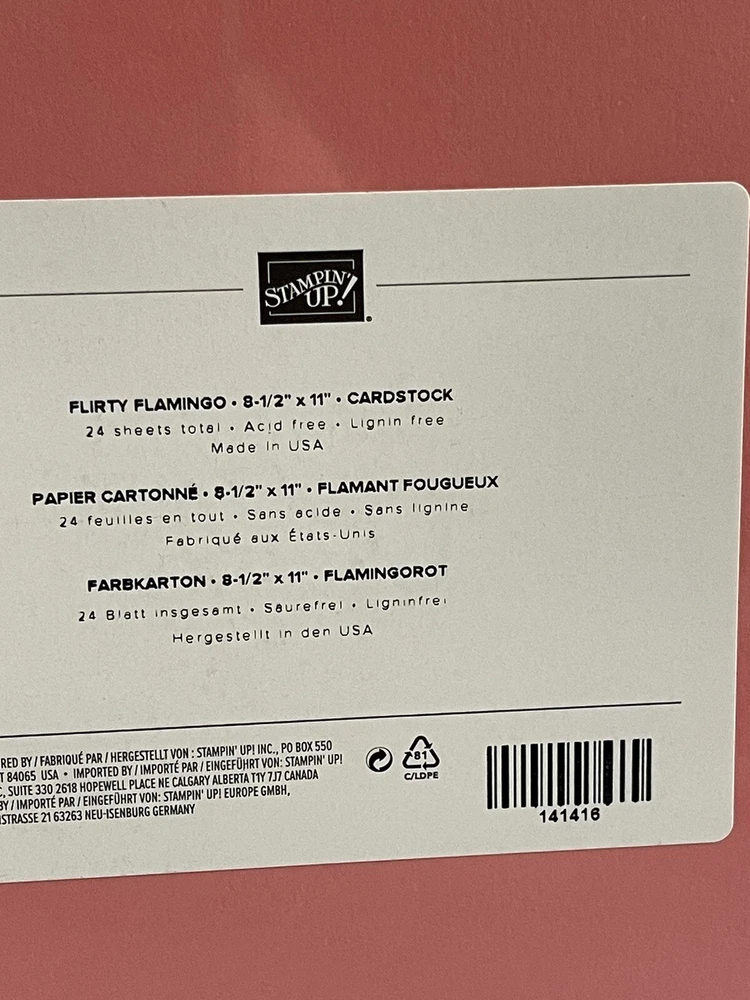 STAMPIN' UP!
FLIRTY FLAMINGO • 8-1/2" x 11" • CARDSTOCK
24 sheets total • Acid free • Lignin free
Made in USA
PAPIER CARTONNÉ • 8-1/2" x 11" • FLAMANT FOUGUEUX
24 feuilles en tout • Sans acide • Sans lignine
Fabriqué aux États-Unis
FARBKARTON • 8-1/2" x 11" • FLAMINGOROT
24 Blatt insgesamt • Säurefrei • Ligninfrei
Hergestellt in den USA
RED BY / FABRIQUÉ PAR / HERGESTELLT VON : STAMPIN' UP! INC., PO BOX 550
T 84065 USA • IMPORTED BY / IMPORTÉ PAR / EINGEFÜHRT VON: STAMPIN' UP!
C, SUITE 330 2618 HOPEWELL PLACE NE CALGARY ALBERTA T1Y 7J7 CANADA
BY / IMPORTÉ PAR / EINGEFÜHRT VON: STAMPIN' UP! EUROPE GMBH,
STRASSE 21 63263 NEU-ISENBURG GERMANY
81
C/LDPE
141416